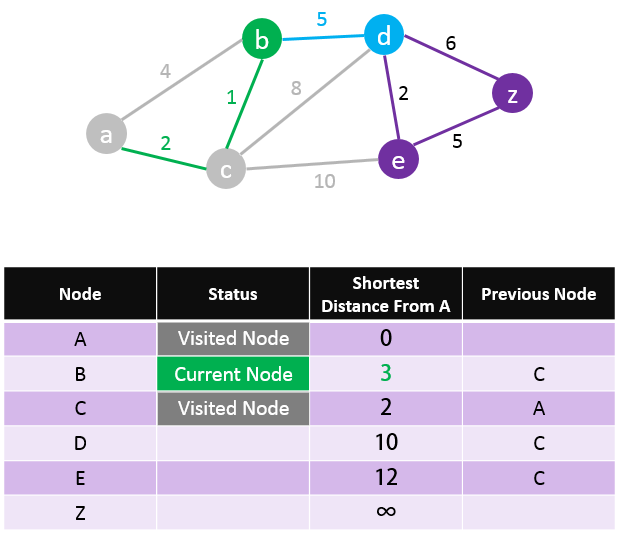 5
b
d
6
4
8
z
1
2
a
2
5
c
e
10
Node Status Shortest Distance From A Previous Node
A Visited Node 0
B Current Node 3 C
C Visited Node 2 A
D 10 C
E 12 C
Z ∞